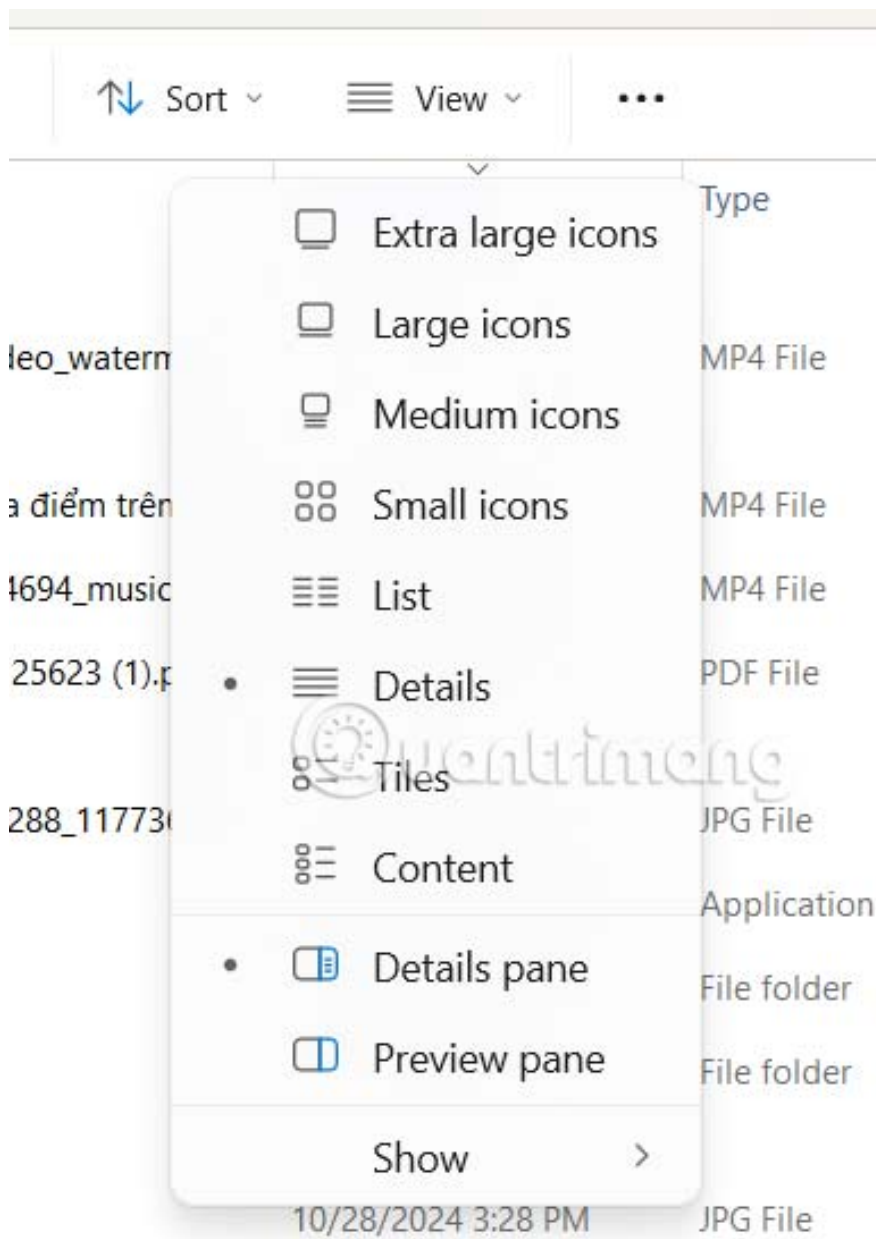 Sort View •••
Type
Extra large icons
Large icons
deo_waterm MP4 File
Medium icons
a điểm trên MP4 File
Small icons
4694_music MP4 File
List
25623 (1).p PDF File
• Details
Quantrimang
Tiles
288_11773 JPG File
Content
Application
• Details pane
File folder
Preview pane
File folder
Show
10/28/2024 3:28 PM JPG File